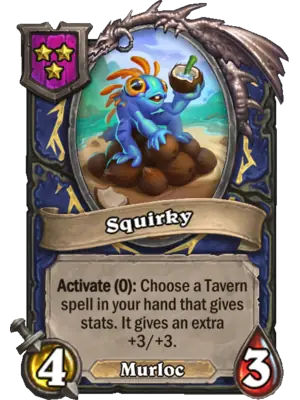 Squirky
Activate (0): Choose a Tavern
spell in your hand that gives
stats. It gives an extra
+3/+3.
4
Murloc
3